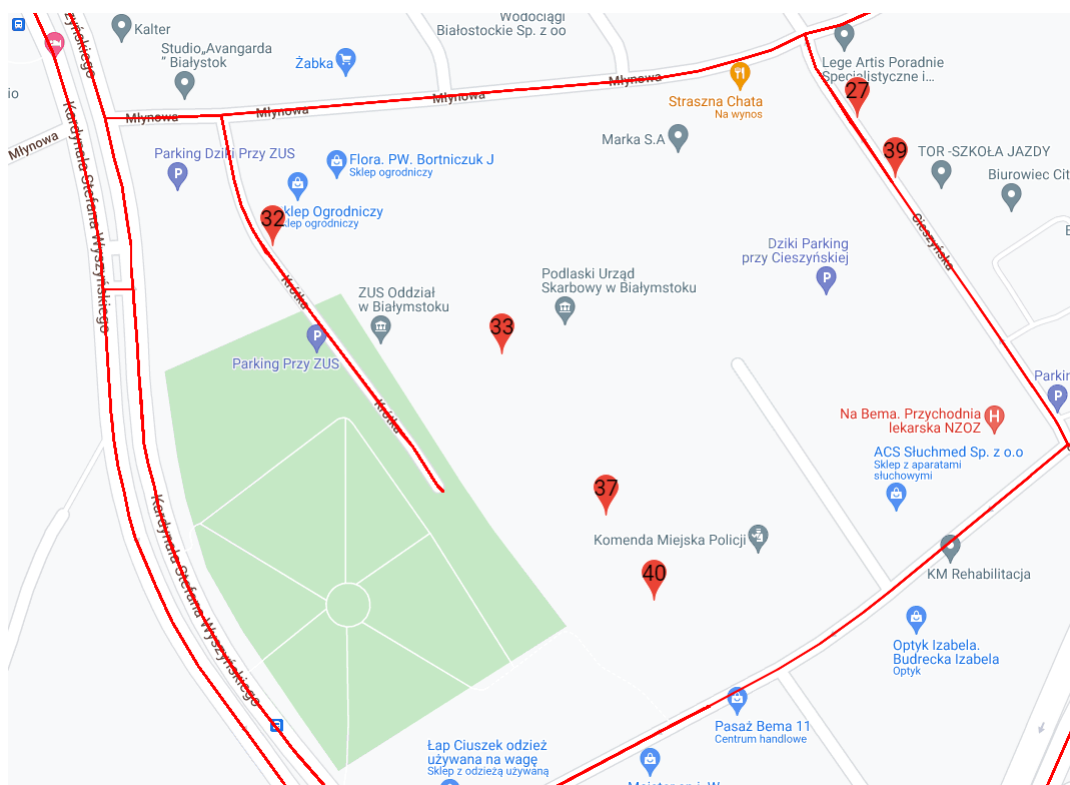 Wodociągi
Białostockie Sp. z oo
Kalter
Studio„Avangarda
“ Białystok
Żabka
Lege Artis Poradnie
Specjalistyczne i...
27
Straszna Chata
Na wynos
Młynowa
Młynowa
Młynowa
Młynowa
Młynowa
Marka S.A
39
TOR -SZKOŁA JAZDY
Biurowiec Cit
Parking Dziki Przy ZUS
Flora. PW. Bortniczuk J
Sklep ogrodniczy
klep Ogrodniczy
klep ogrodniczy
32
Kardynała Stefana Wyszyńskiego
Cieszyńska
Dziki Parking
przy Cieszyńskiej
Podlaski Urząd
Skarbowy w Białymstoku
ZUS Oddział
w Białymstoku
Krótka
33
Parking Przy ZUS
Krótka
Na Bema. Przychodnia
lekarska NZOZ
ACS Słuchmed Sp. z o.o
Sklep z aparatami
słuchowymi
37
Komenda Miejska Policji
40
KM Rehabilitacja
Kardynała Stefana Wyszyńskiego
Optyk Izabela.
Budrecka Izabela
Optyk
Pasaż Bema 11
Centrum handlowe
Łap Ciuszek odzież
używana na wagę
Sklep z odzieżą używaną